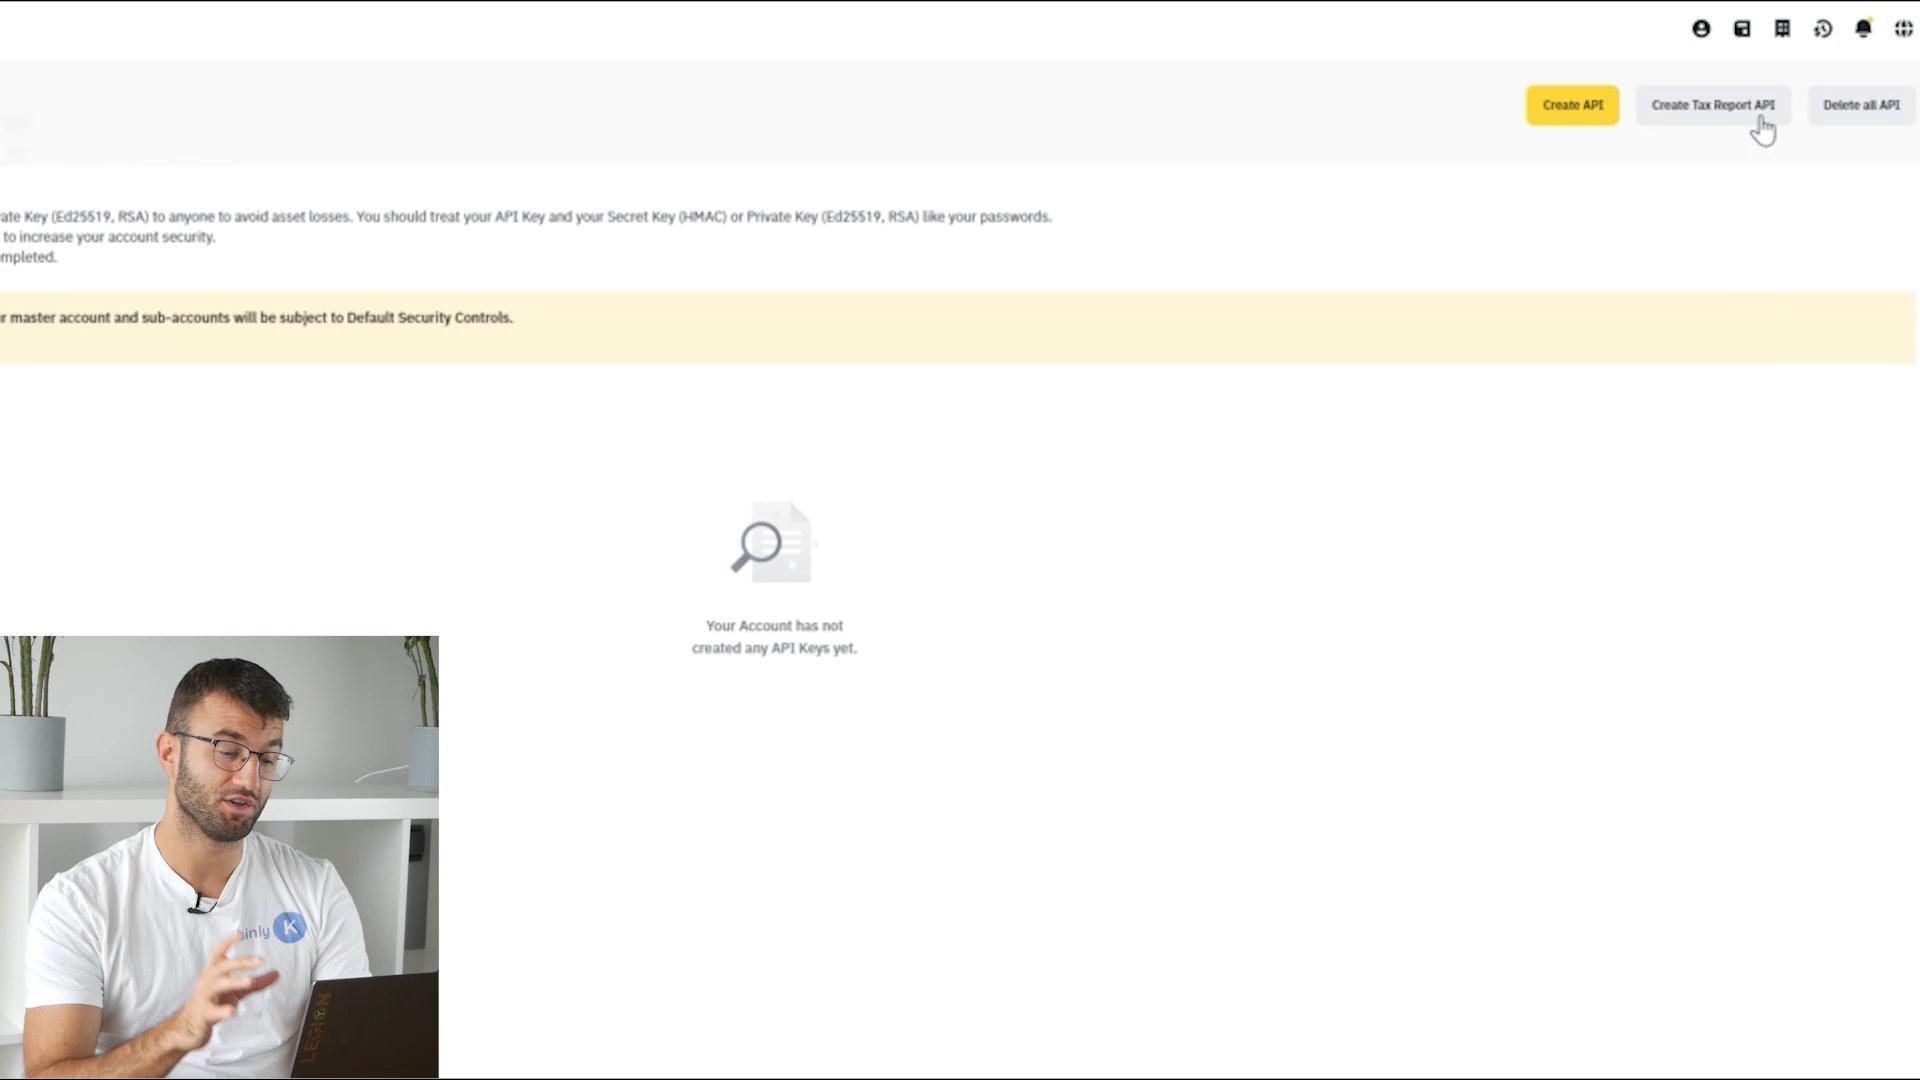 Create API
Create Tax Report API
Delete all API
ate Key (Ed25519, RSA) to anyone to avoid asset losses. You should treat your API Key and your Secret Key (HMAC) or Private Key (Ed25519, RSA) like your passwords.
to increase your account security.
mpleted.
r master account and sub-accounts will be subject to Default Security Controls.
Your Account has not
created any API Keys yet.
inly K
LEGION